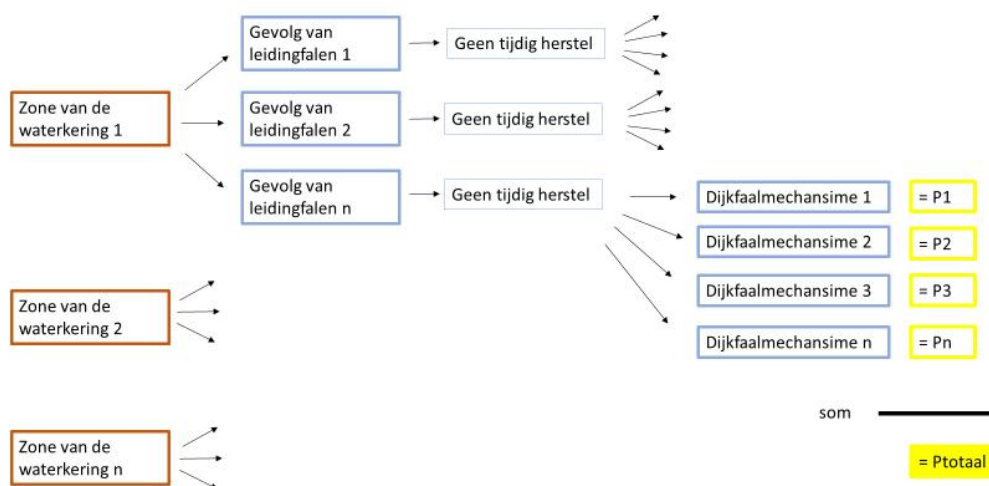 Gevolg van
leidingfalen 1
Geen tijdig herstel
Zone van de
waterkering 1
Gevolg van
leidingfalen 2
Geen tijdig herstel
Gevolg van
leidingfalen n
Geen tijdig herstel
Dijkfaalmechansime 1
= P1
Dijkfaalmechansime 2
= P2
Dijkfaalmechansime 3
= P3
Dijkfaalmechansime n
= Pn
Zone van de
waterkering 2
som
Zone van de
waterkering n
= Ptotaal